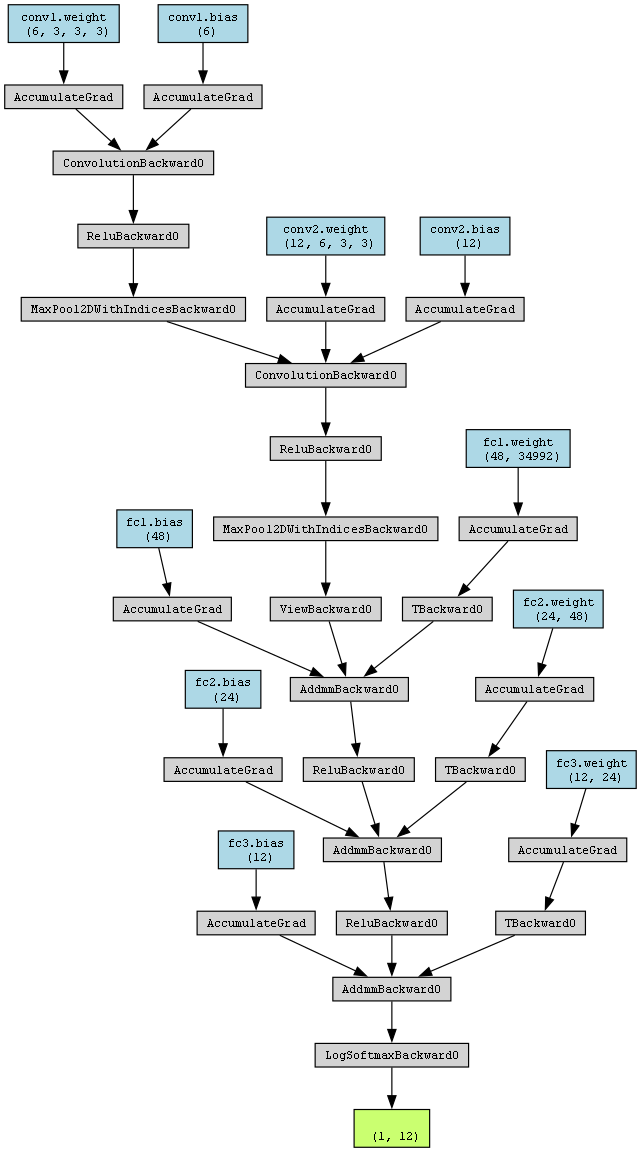 conv1.weight
(6, 3, 3, 3)
conv1.bias
(6)
AccumulateGrad
AccumulateGrad
ConvolutionBackward0
ReluBackward0
conv2.weight
(12, 6, 3, 3)
conv2.bias
(12)
MaxPool2DWithIndicesBackward0
AccumulateGrad
AccumulateGrad
ConvolutionBackward0
ReluBackward0
fc1.weight
(48, 34992)
fc1.bias
(48)
MaxPool2DWithIndicesBackward0
AccumulateGrad
AccumulateGrad
ViewBackward0
TBackward0
fc2.weight
(24, 48)
fc2.bias
(24)
AddmmBackward0
AccumulateGrad
AccumulateGrad
ReluBackward0
TBackward0
fc3.weight
(12, 24)
fc3.bias
(12)
AddmmBackward0
AccumulateGrad
AccumulateGrad
ReluBackward0
TBackward0
AddmmBackward0
LogSoftmaxBackward0
(1, 12)